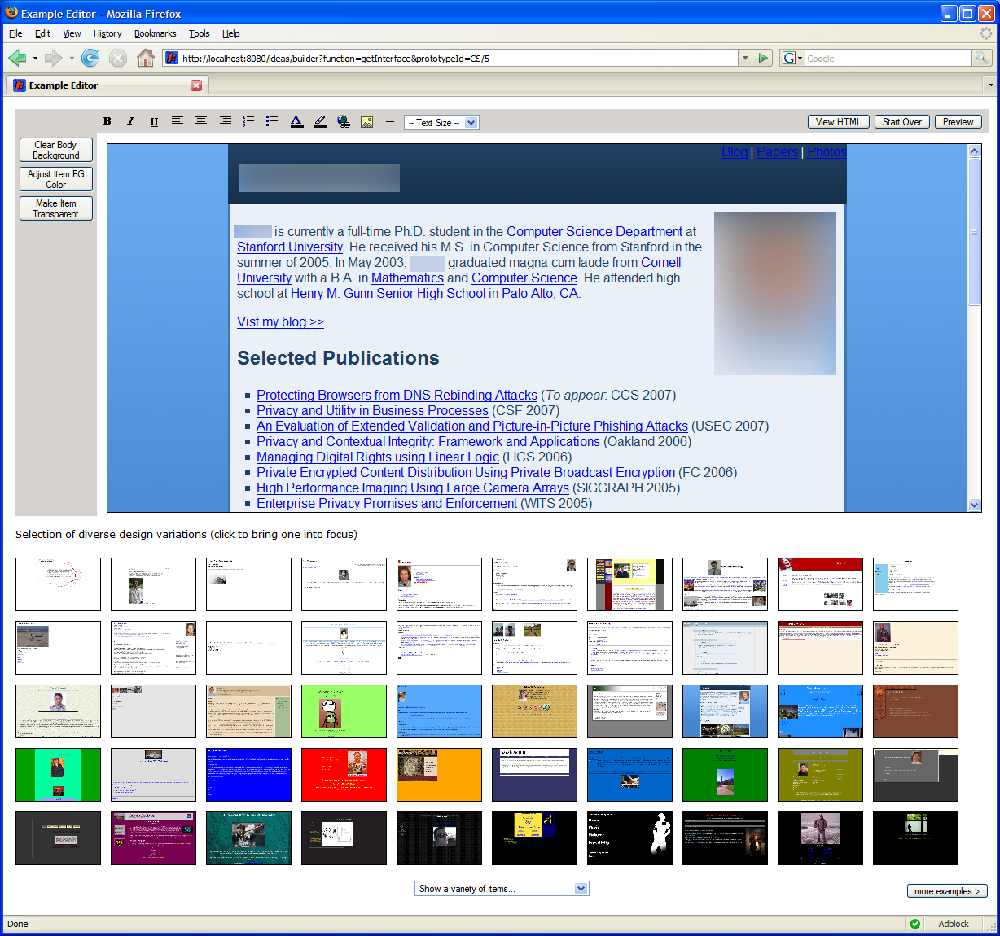 Example Editor - Mozilla Firefox
File Edit View History Bookmarks Tools Help
http://localhost:8080/ideas/builder?function=getInterface&prototypeId=CS/5
Google
Example Editor
B I U
-- Text Size --
View HTML Start Over Preview
Clear Body
Background
Adjust Item BG
Color
Make Item
Transparent
Blog | Papers | Photos
is currently a full-time Ph.D. student in the Computer Science Department at
Stanford University. He received his M.S. in Computer Science from Stanford in the
summer of 2005. In May 2003, graduated magna cum laude from Cornell
University with a B.A. in Mathematics and Computer Science. He attended high
school at Henry M. Gunn Senior High School in Palo Alto, CA.
Vist my blog >>
Selected Publications
Protecting Browsers from DNS Rebinding Attacks (To appear: CCS 2007)
Privacy and Utility in Business Processes (CSF 2007)
An Evaluation of Extended Validation and Picture-in-Picture Phishing Attacks (USEC 2007)
Privacy and Contextual Integrity: Framework and Applications (Oakland 2006)
Managing Digital Rights using Linear Logic (LICS 2006)
Private Encrypted Content Distribution Using Private Broadcast Encryption (FC 2006)
High Performance Imaging Using Large Camera Arrays (SIGGRAPH 2005)
Enterprise Privacy Promises and Enforcement (WITS 2005)
Selection of diverse design variations (click to bring one into focus)
Show a variety of items...
more examples >
Done
Adblock